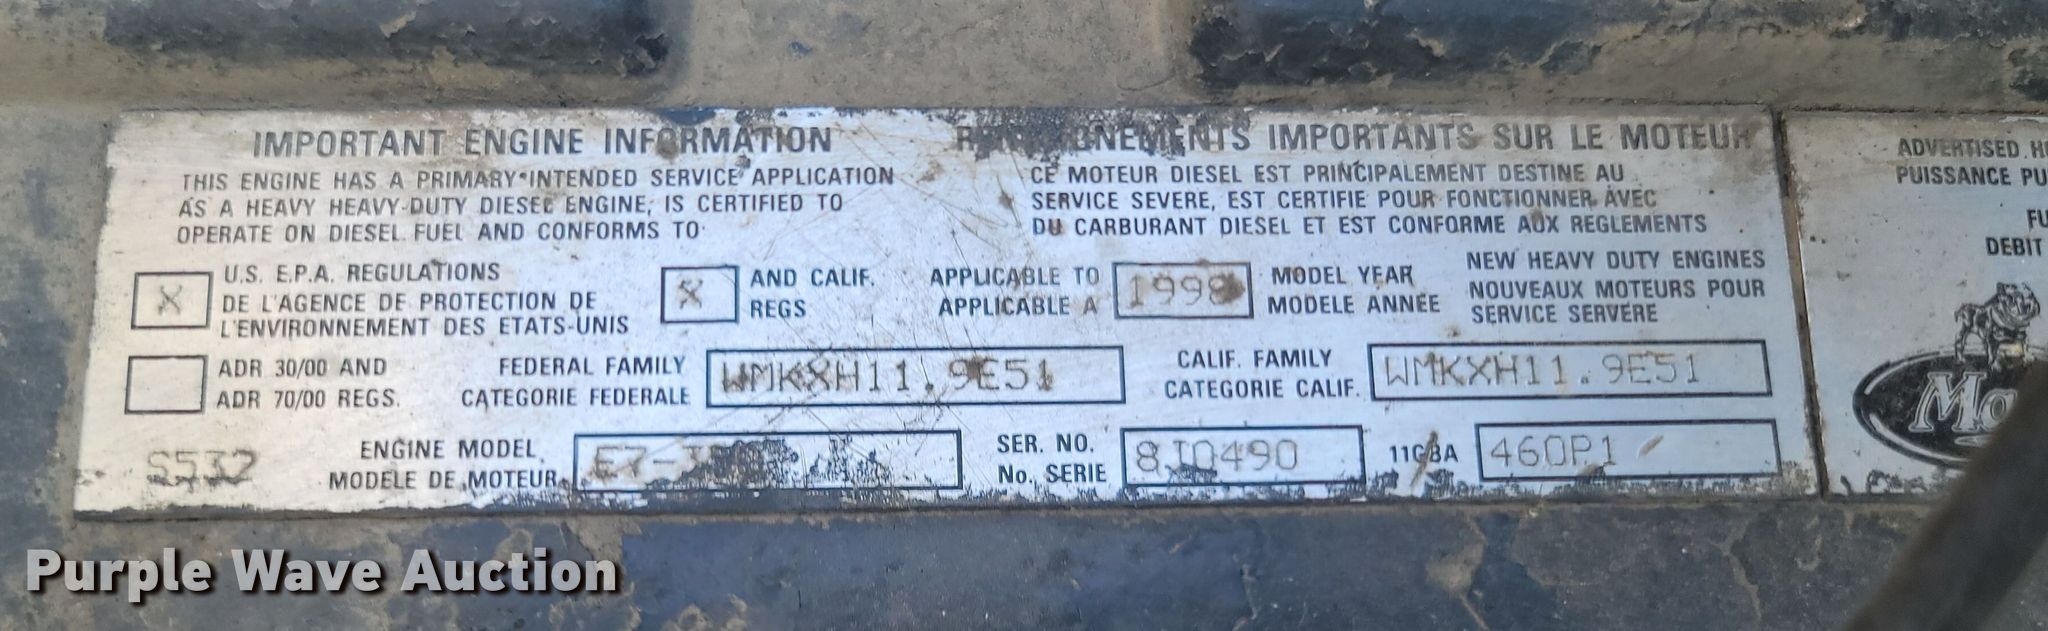 IMPORTANT ENGINE INFORMATION
THIS ENGINE HAS A PRIMARY INTENDED SERVICE APPLICATION
AS A HEAVY HEAVY-DUTY DIESEL ENGINE, IS CERTIFIED TO
OPERATE ON DIESEL FUEL AND CONFORMS TO
X U.S. E.P.A. REGULATIONS
DE L'AGENCE DE PROTECTION DE
L'ENVIRONNEMENT DES ETATS-UNIS
X AND CALIF.
REGS
ADR 30/00 AND
ADR 70/00 REGS.
IMPORTANTS SUR LE MOTEUR
CE MOTEUR DIESEL EST PRINCIPALEMENT DESTINE AU
SERVICE SEVERE, EST CERTIFIE POUR FONCTIONNER AVEC
DU CARBURANT DIESEL ET EST CONFORME AUX REGLEMENTS
APPLICABLE TO
APPLICABLE A
1998
MODEL YEAR
MODELE ANNÉE
NEW HEAVY DUTY ENGINES
NOUVEAUX MOTEURS POUR
SERVICE SERVERE
FEDERAL FAMILY
CATEGORIE FEDERALE
WMKXH11.9E51
CALIF. FAMILY
CATEGORIE CALIF.
WMKXH11.9E51
S532
ENGINE MODEL
MODELE DE MOTEUR
SER. NO.
No. SERIE
8J0490
460P1
ADVERTISED
PUISSANCE
DEBIT
Purple Wave Auction